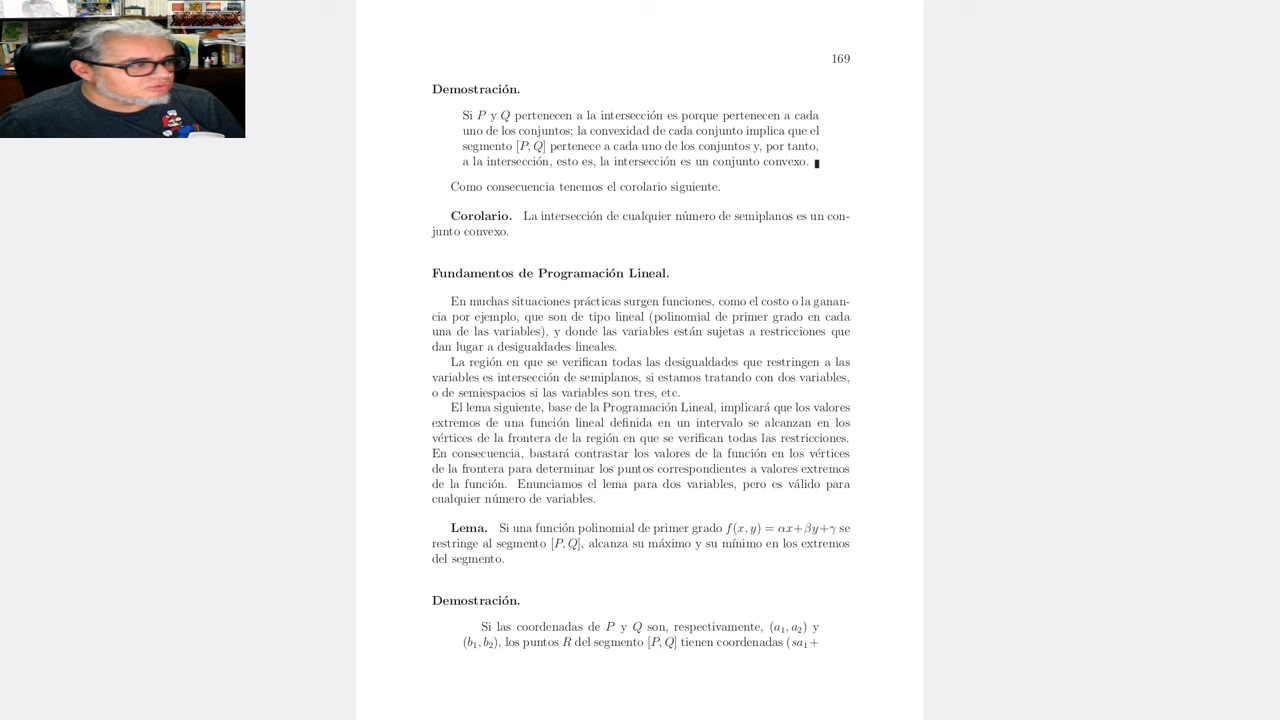 169
Demostración.
Si P y Q pertenecen a la intersección es porque pertenecen a cada
uno de los conjuntos; la convexidad de cada conjunto implica que el
segmento [P, Q] pertenece a cada uno de los conjuntos y, por tanto,
a la intersección, esto es, la intersección es un conjunto convexo.
Como consecuencia tenemos el corolario siguiente.
Corolario. La intersección de cualquier número de semiplanos es un con-
junto convexo.
Fundamentos de Programación Lineal.
En muchas situaciones prácticas surgen funciones, como el costo o la ganan-
cia por ejemplo, que son de tipo lineal (polinomial de primer grado en cada
una de las variables), y donde las variables están sujetas a restricciones que
dan lugar a desigualdades lineales.
La región en que se verifican todas las desigualdades que restringen a las
variables es intersección de semiplanos, si estamos tratando con dos variables,
o de semiespacios si las variables son tres, etc.
El lema siguiente, base de la Programación Lineal, implicará que los valores
extremos de una función lineal definida en un intervalo se alcanzan en los
vértices de la frontera de la región en que se verifican todas las restricciones.
En consecuencia, bastará contrastar los valores de la función en los vértices
de la frontera para determinar los puntos correspondientes a valores extremos
de la función. Enunciamos el lema para dos variables, pero es válido para
cualquier número de variables.
Lema. Si una función polinomial de primer grado f(x, y) = αx+βy+γ se
restringe al segmento [P, Q], alcanza su máximo y su mínimo en los extremos
del segmento.
Demostración.
Si las coordenadas de P y Q son, respectivamente, (a₁, a₂) y
(b₁, b₂), los puntos R del segmento [P, Q] tienen coordenadas (sa₁+